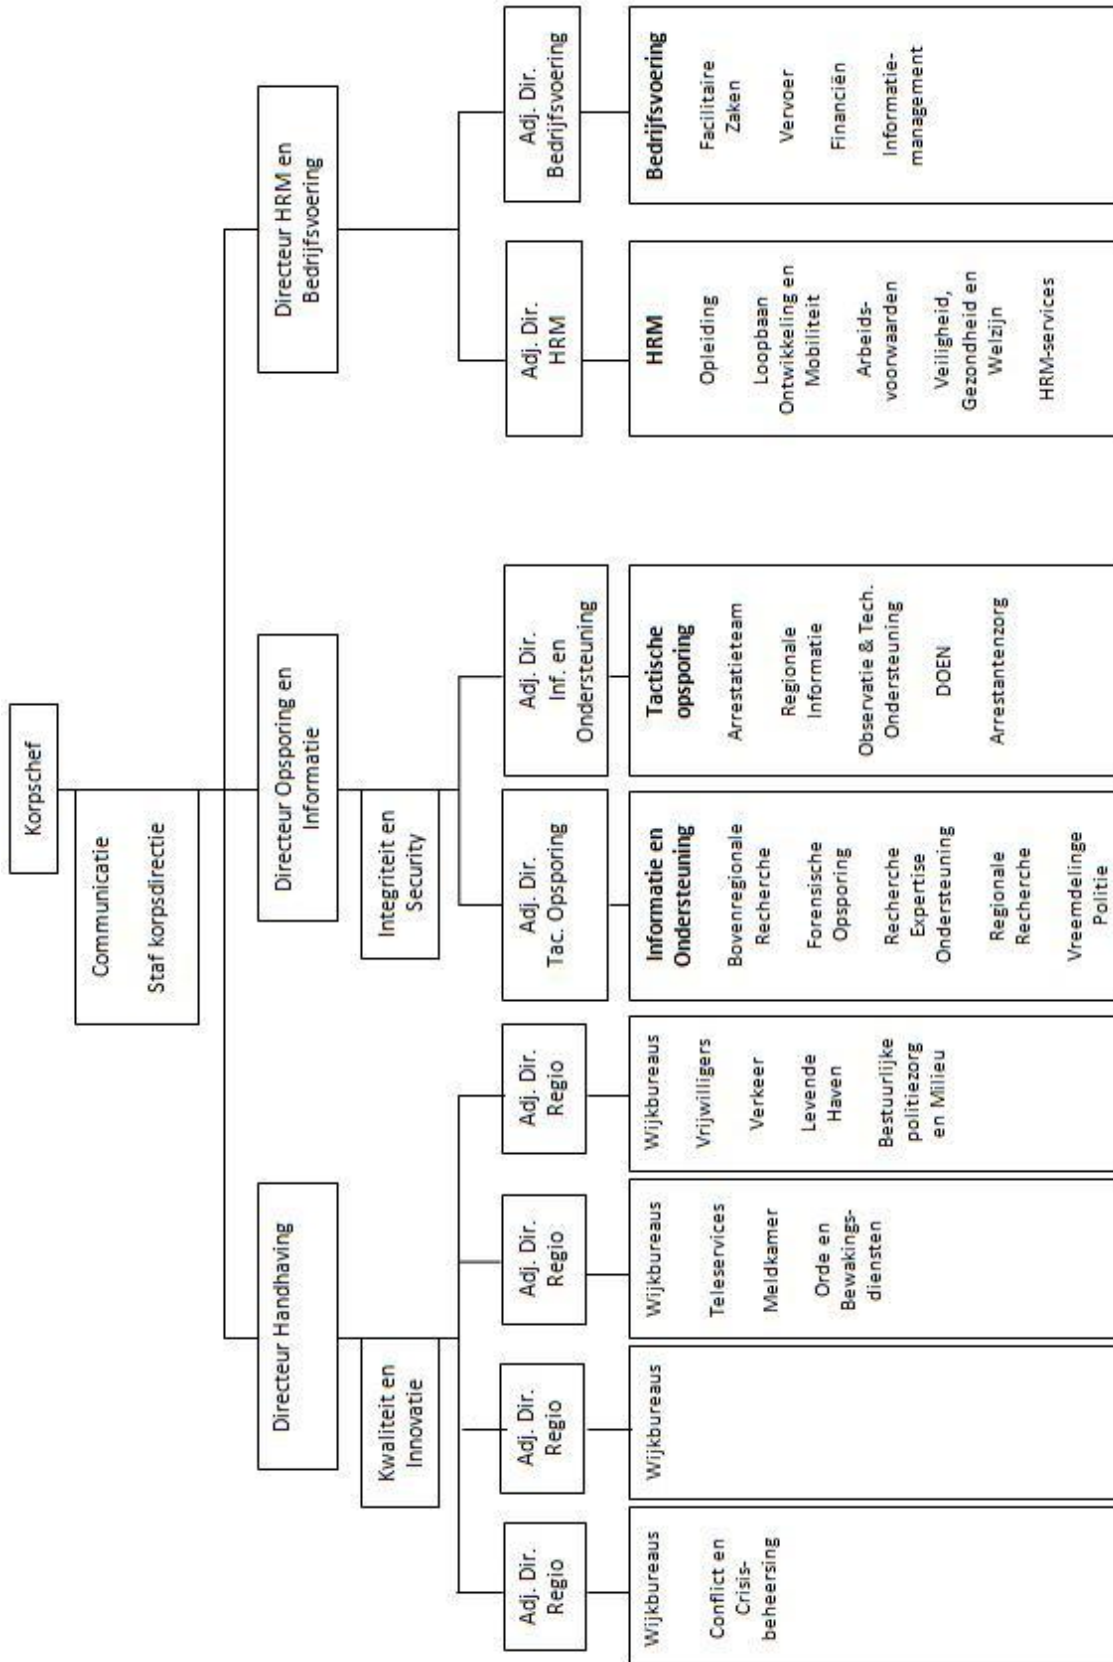 Korpschef
Communicatie
Staf korpsdirectie
Directeur Handhaving
Directeur Opsporing en
Informatie
Directeur HRM en
Bedrijfsvoering
Kwaliteit en
Innovatie
Integriteit en
Security
Adj. Dir.
Regio
Adj. Dir.
Regio
Adj. Dir.
Regio
Adj. Dir.
Regio
Adj. Dir.
Tac. Opsporing
Adj. Dir.
Inf. en
Ondersteuning
Adj. Dir.
HRM
Adj. Dir.
Bedrijfsvoering
Wijkbureaus
Conflict en
Crisis-
beheersing
Wijkbureaus
Wijkbureaus
Teleservices
Meldkamer
Orde en
Bewakings-
diensten
Wijkbureaus
Vrijwilligers
Verkeer
Levende
Haven
Bestuurlijke
politiezorg
en Milieu
Informatie en
Ondersteuning
Bovenregionale
Recherche
Forensische
Opsporing
Recherche
Expertise
Ondersteuning
Regionale
Recherche
Vreemdelinge
Politie
Tactische
opsporing
Arrestatieteam
Regionale
Informatie
Observatie & Tech.
Ondersteuning
DOEN
Arrestantenzorg
HRM
Opleiding
Loopbaan
Ontwikkeling en
Mobiliteit
Arbeids-
voorwaarden
Veiligheid,
Gezondheid en
Welzijn
HRM-services
Bedrijfsvoering
Facilitaire
Zaken
Vervoer
Financiën
Informatie-
management